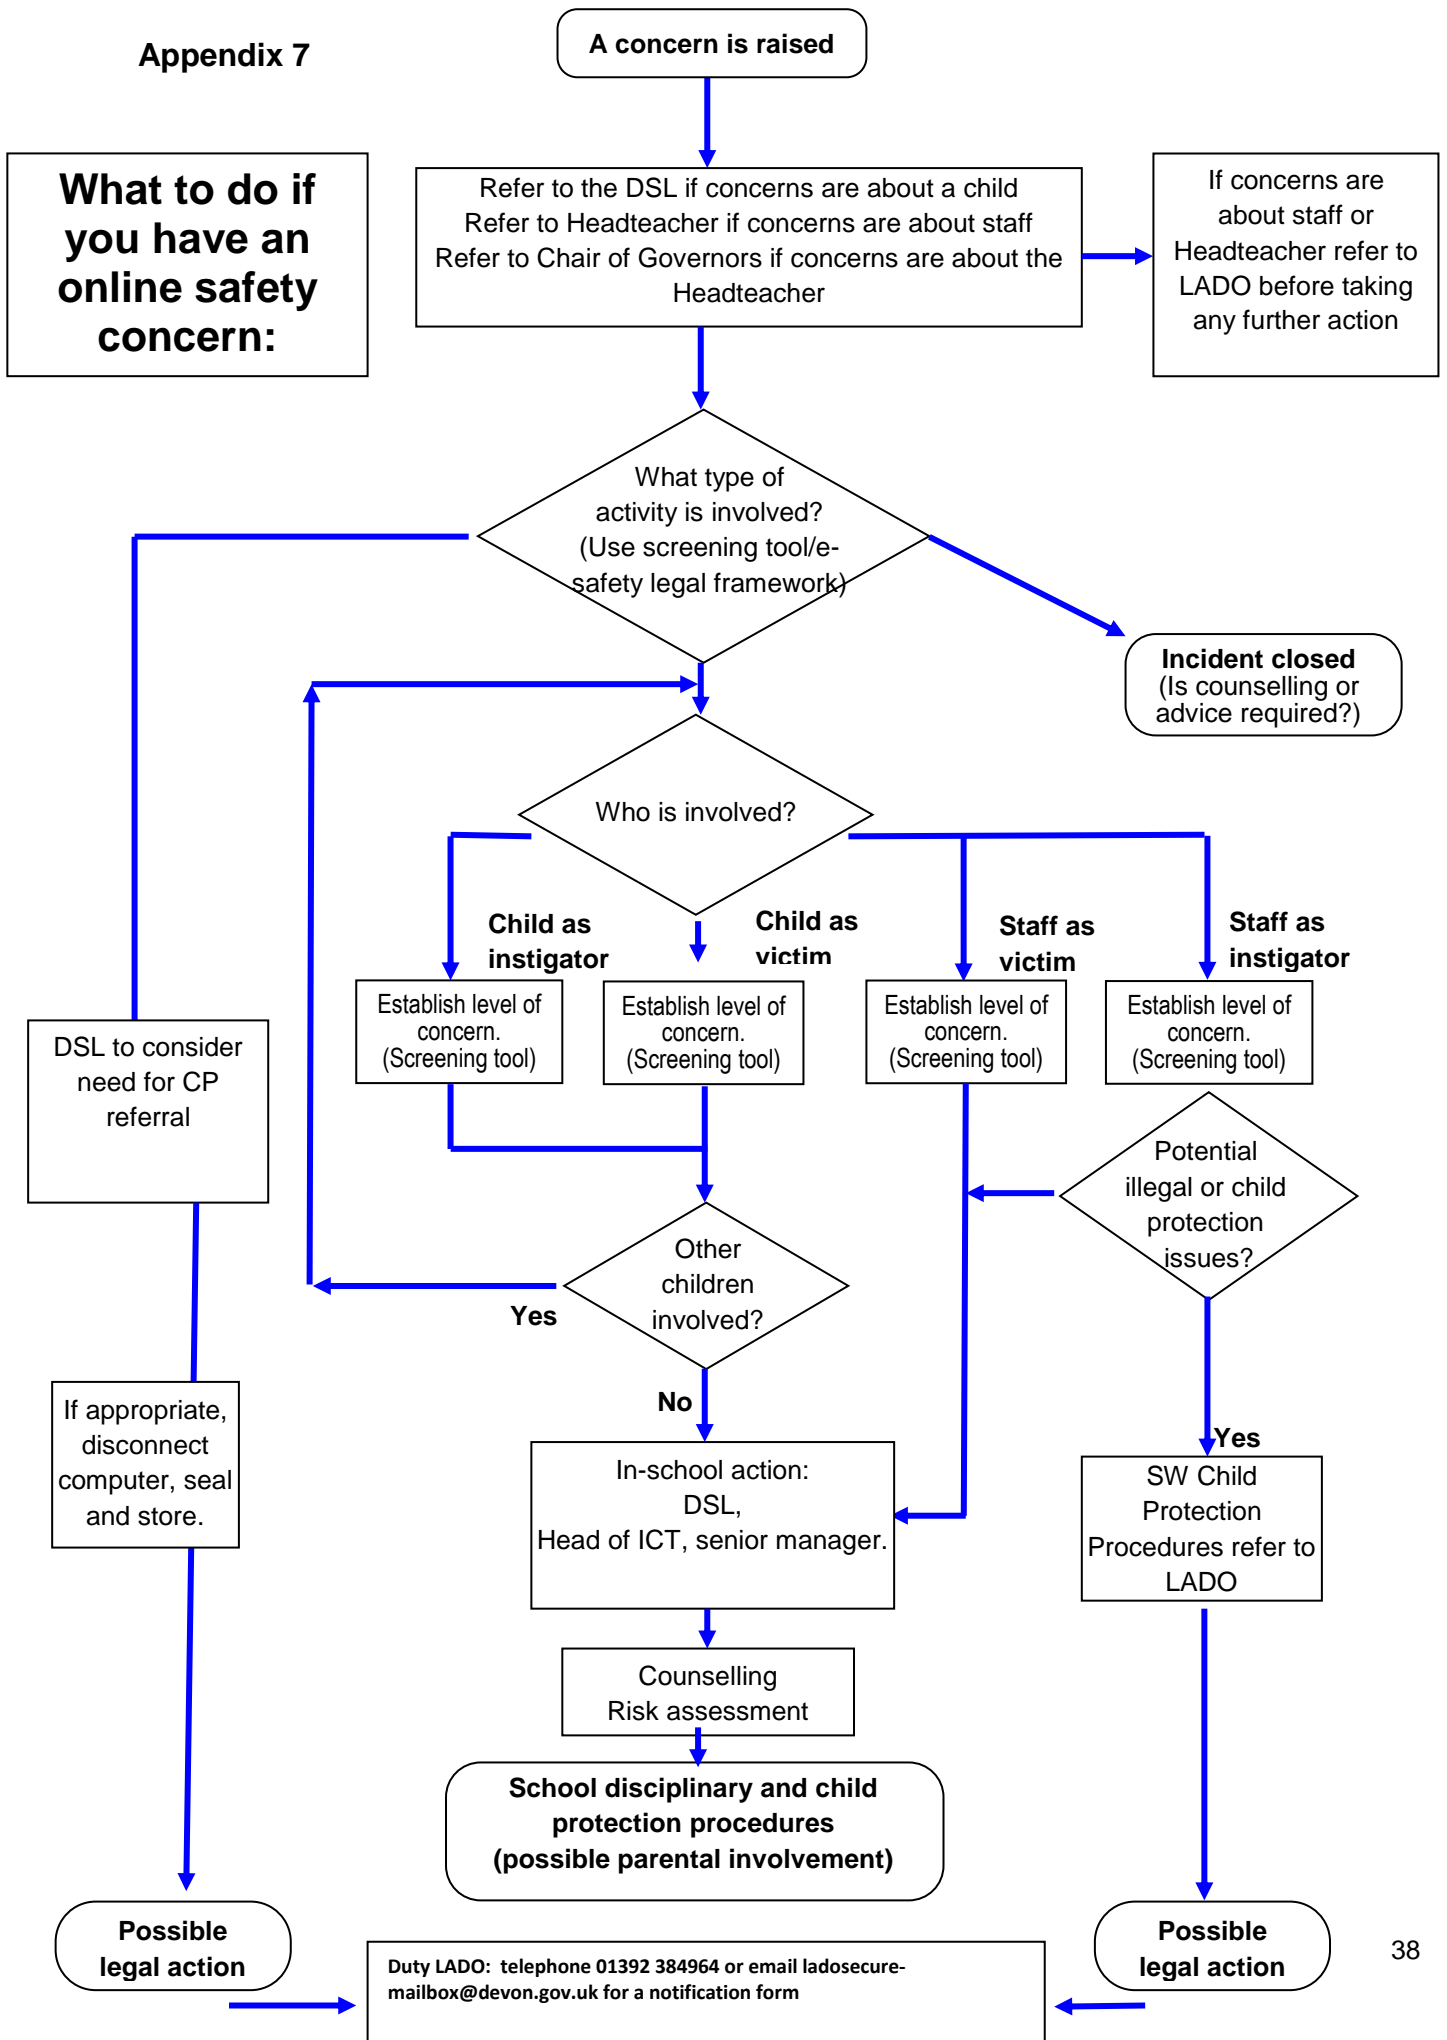 Appendix 7
A concern is raised
What to do if
you have an
online safety
concern:
Refer to the DSL if concerns are about a child
Refer to Headteacher if concerns are about staff
Refer to Chair of Governors if concerns are about the
Headteacher
If concerns are
about staff or
Headteacher refer to
LADO before taking
any further action
What type of
activity is involved?
(Use screening tool/e-
safety legal framework)
Incident closed
(Is counselling or
advice required?)
Who is involved?
Child as
instigator
Child as
victim
Staff as
victim
Staff as
instigator
Establish level of
concern.
(Screening tool)
Establish level of
concern.
(Screening tool)
Establish level of
concern.
(Screening tool)
Establish level of
concern.
(Screening tool)
DSL to consider
need for CP
referral
Potential
illegal or child
protection
issues?
Other
children
involved?
Yes
No
If appropriate,
disconnect
computer, seal
and store.
In-school action:
DSL,
Head of ICT, senior manager.
Yes
SW Child
Protection
Procedures refer to
LADO
Counselling
Risk assessment
School disciplinary and child
protection procedures
(possible parental involvement)
Possible
legal action
Possible
legal action
Duty LADO:  telephone 01392 384964 or email ladosecure-
mailbox@devon.gov.uk for a notification form
38